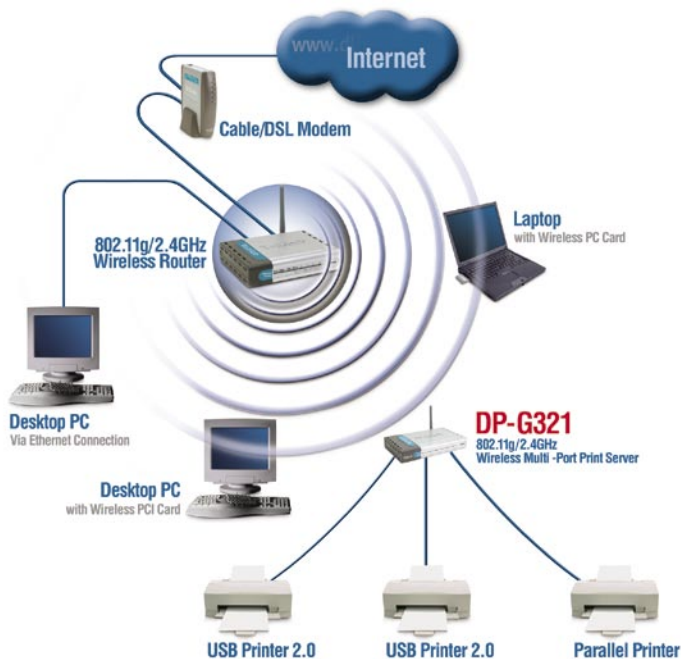 www.d
Internet
Cable/DSL Modem
802.11g/2.4GHz
Wireless Router
Laptop
with Wireless PC Card
Desktop PC
Via Ethernet Connection
DP-G321
802.11g/2.4GHz
Wireless Multi -Port Print Server
Desktop PC
with Wireless PCI Card
USB Printer 2.0
USB Printer 2.0
Parallel Printer